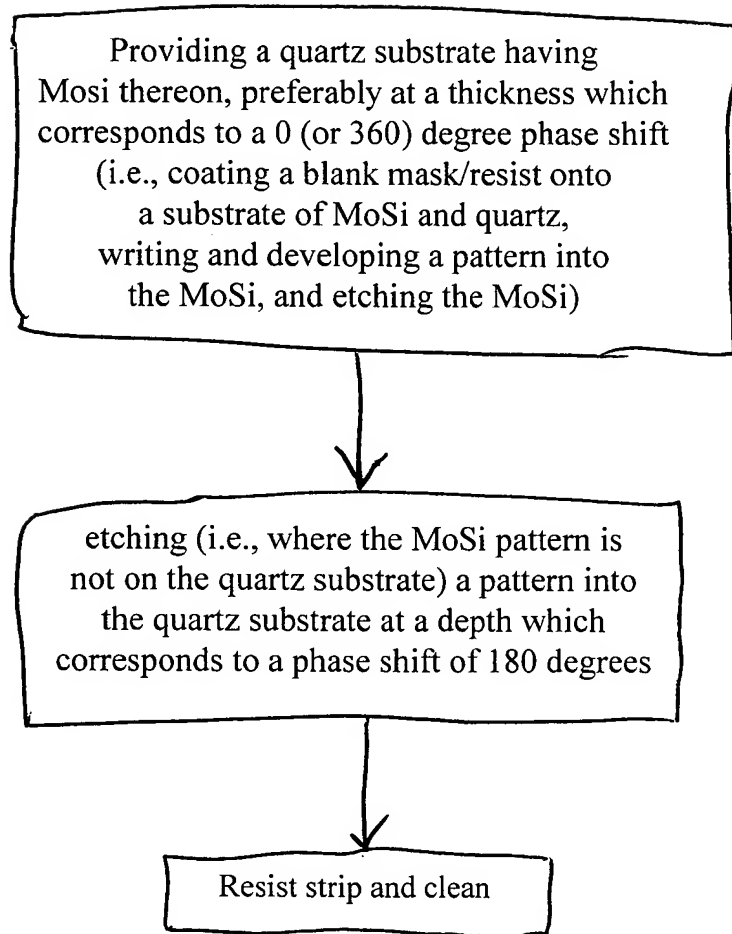 Providing a quartz substrate having
Mosi thereon, preferably at a thickness which
corresponds to a 0 (or 360) degree phase shift
(i.e., coating a blank mask/resist onto
a substrate of MoSi and quartz,
writing and developing a pattern into
the MoSi, and etching the MoSi)
etching (i.e., where the MoSi pattern is
not on the quartz substrate) a pattern into
the quartz substrate at a depth which
corresponds to a phase shift of 180 degrees
Resist strip and clean